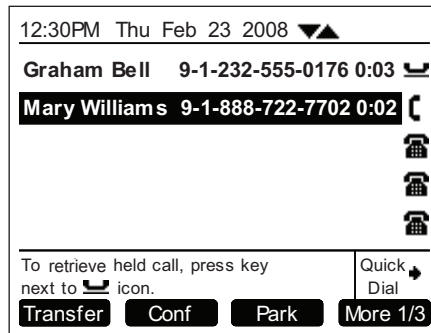 12:30PM Thu Feb 23 2008
Graham Bell 9-1-232-555-0176 0:03
Mary Williams 9-1-888-722-7702 0:02
To retrieve held call, press key
next to icon.
Quick
Dial
Transfer Conf Park More 1/3